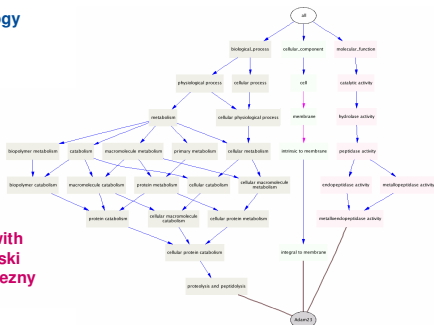 ogy
all
biological_process cellular_component molecular_function
physiological process cellular process cell catalytic activity
metabolism cellular physiological process membrane hydrolase activity
biopolymer metabolism catabolism macromolecule metabolism primary metabolism cellular metabolism intrinsic to membrane peptidase activity
biopolymer catabolism macromolecule catabolism protein metabolism cellular catabolism cellular macromolecule metabolism endopeptidase activity metallopeptidase activity
protein catabolism cellular macromolecule catabolism cellular protein metabolism metalloendopeptidase activity
with
ski
ezny
cellular protein catabolism integral to membrane
proteolysis and peptidolysis
Adam23